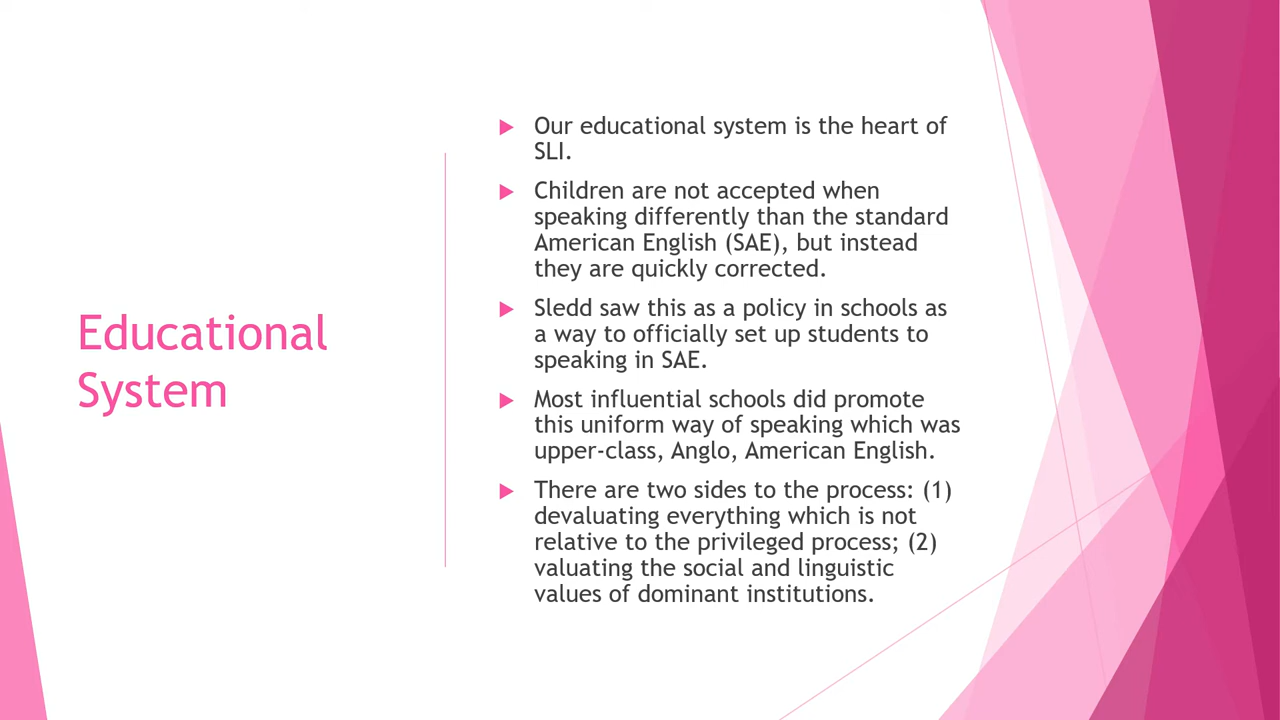 Educational
System
Our educational system is the heart of
SLI.
Children are not accepted when
speaking differently than the standard
American English (SAE), but instead
they are quickly corrected.
Sledd saw this as a policy in schools as
a way to officially set up students to
speaking in SAE.
Most influential schools did promote
this uniform way of speaking which was
upper-class, Anglo, American English.
There are two sides to the process: (1)
devaluating everything which is not
relative to the privileged process; (2)
valuating the social and linguistic
values of dominant institutions.